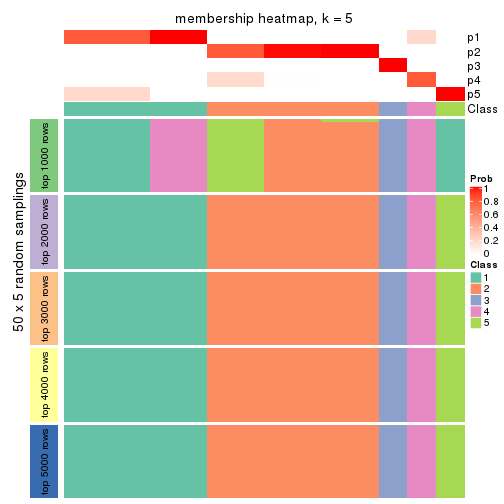 membership heatmap, k = 5
p1
p2
p3
p4
p5
Class
50 x 5 random samplings
top 1000 rows
top 2000 rows
top 3000 rows
top 4000 rows
top 5000 rows
Prob
1
0.8
0.6
0.4
0.2
0
Class
1
2
3
4
5